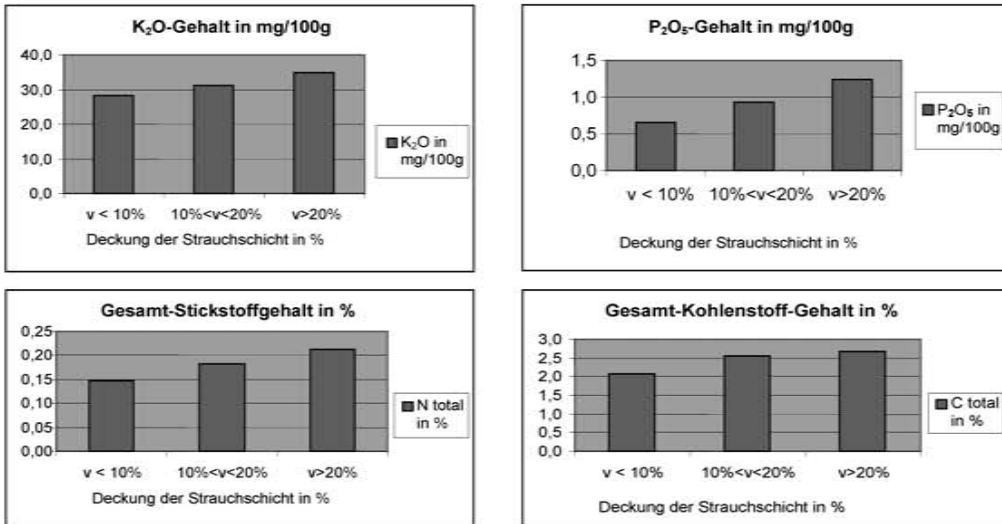 K₂O-Gehalt in mg/100g
40,0
30,0
20,0
10,0
0,0
v < 10% 10%<v<20% v>20%
Deckung der Strauchschicht in %
K₂O in
mg/100g
P₂O₅-Gehalt in mg/100g
1,5
1,0
0,5
0,0
v < 10% 10%<v<20% v>20%
Deckung der Strauchschicht in %
P₂O₅ in
mg/100g
Gesamt-Stickstoffgehalt in %
0,25
0,20
0,15
0,10
0,05
0,00
v < 10% 10%<v<20% v>20%
Deckung der Strauchschicht in %
N total
in %
Gesamt-Kohlenstoff-Gehalt in %
3,0
2,5
2,0
1,5
1,0
0,5
0,0
v < 10% 10%<v<20% v>20%
Deckung der Strauchschicht in %
C total
in %